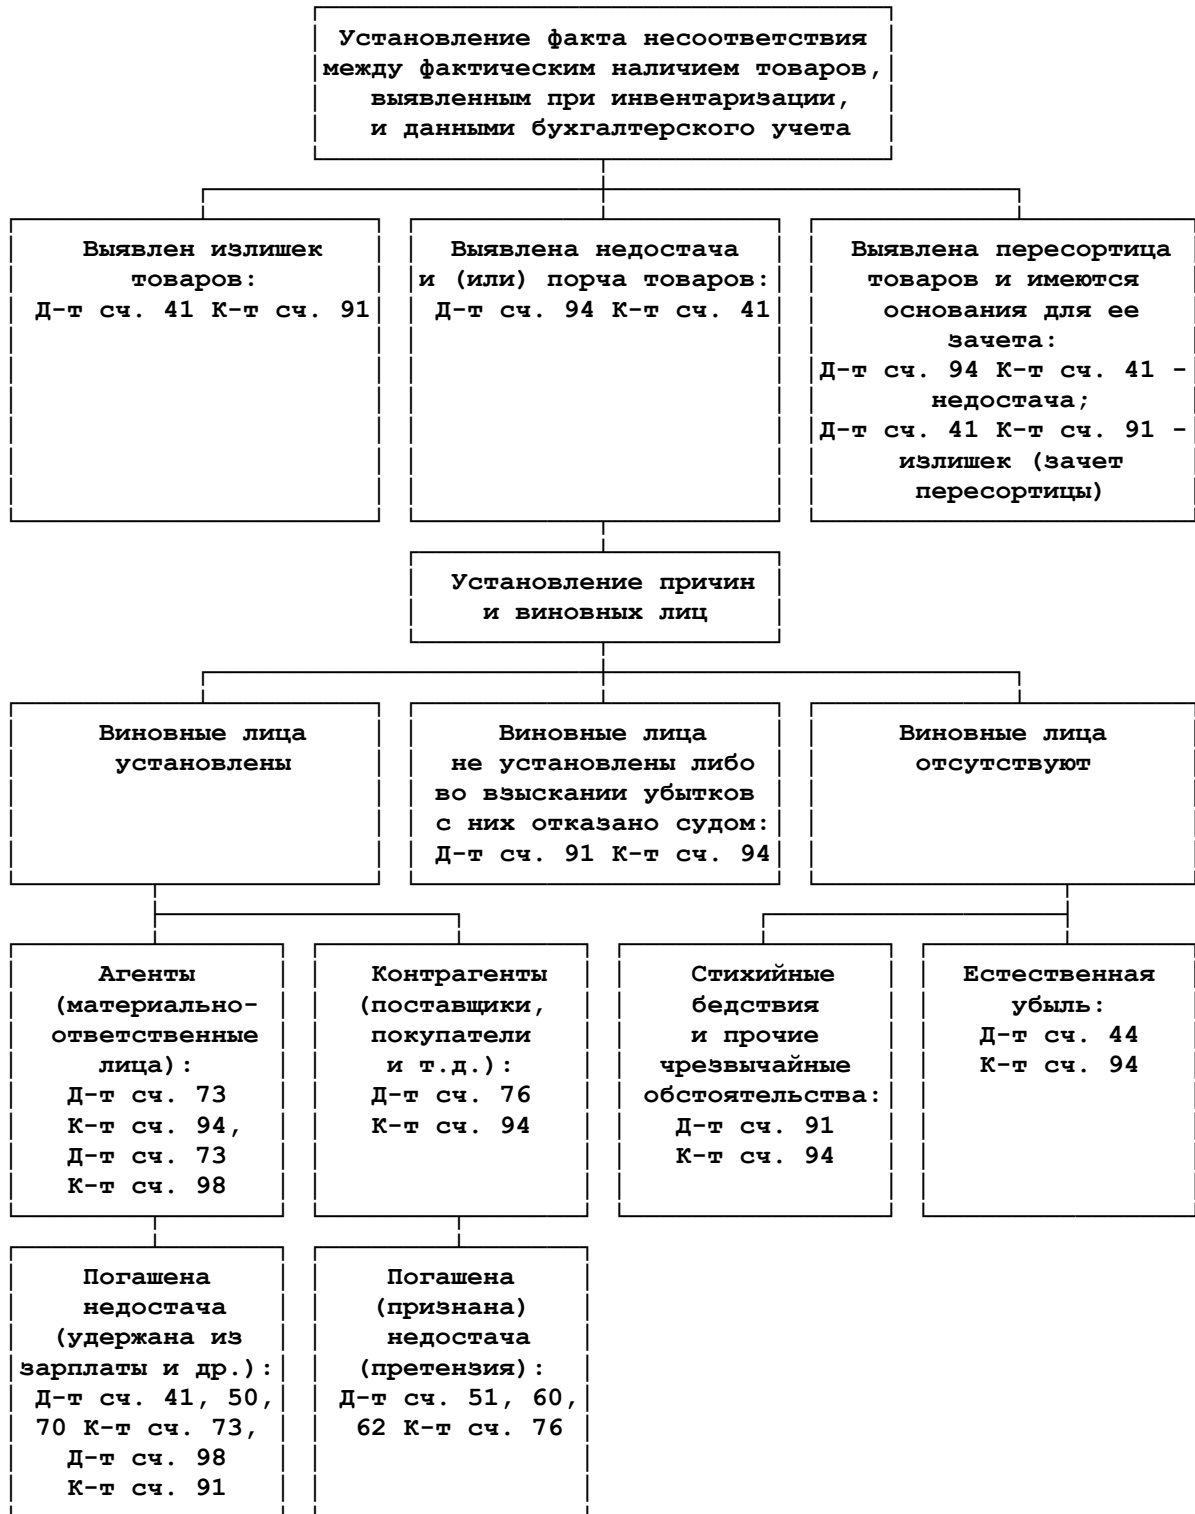 Установление факта несоответствия
между фактическим наличием товаров,
выявленным при инвентаризации,
и данными бухгалтерского учета
Выявлен излишек
товаров:
Д-т сч. 41 К-т сч. 91
Выявлена недостача
и (или) порча товаров:
Д-т сч. 94 К-т сч. 41
Выявлена пересортица
товаров и имеются
основания для ее
зачета:
Д-т сч. 94 К-т сч. 41 -
недостача;
Д-т сч. 41 К-т сч. 91 -
излишек (зачет
пересортицы)
Установление причин
и виновных лиц
Виновные лица
установлены
Виновные лица
не установлены либо
во взыскании убытков
с них отказано судом:
Д-т сч. 91 К-т сч. 94
Виновные лица
отсутствуют
Агенты
(материально-
ответственные
лица):
Д-т сч. 73
К-т сч. 94,
Д-т сч. 73
К-т сч. 98
Контрагенты
(поставщики,
покупатели
и т.д.):
Д-т сч. 76
К-т сч. 94
Стихийные
бедствия
и прочие
чрезвычайные
обстоятельства:
Д-т сч. 91
К-т сч. 94
Естественная
убыль:
Д-т сч. 44
К-т сч. 94
Погашена
недостача
(удержана из
зарплаты и др.):
Д-т сч. 41, 50,
70 К-т сч. 73,
Д-т сч. 98
К-т сч. 91
Погашена
(признана)
недостача
(претензия):
Д-т сч. 51, 60,
62 К-т сч. 76